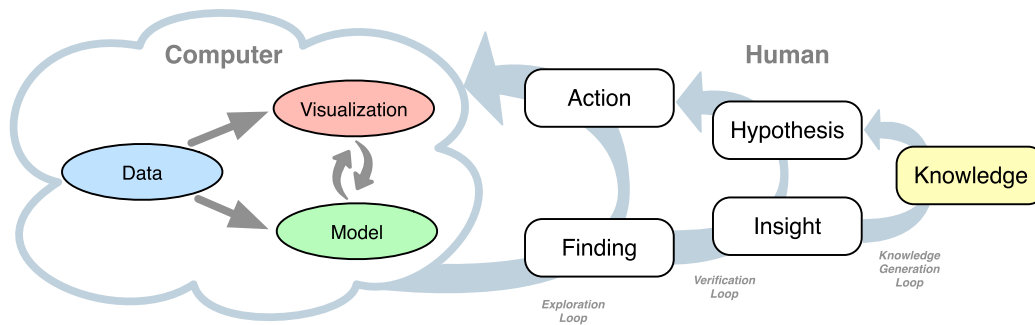 Computer
Human
Visualization
Action
Hypothesis
Data
Knowledge
Model
Finding
Insight
Exploration
Loop
Verification
Loop
Knowledge
Generation
Loop